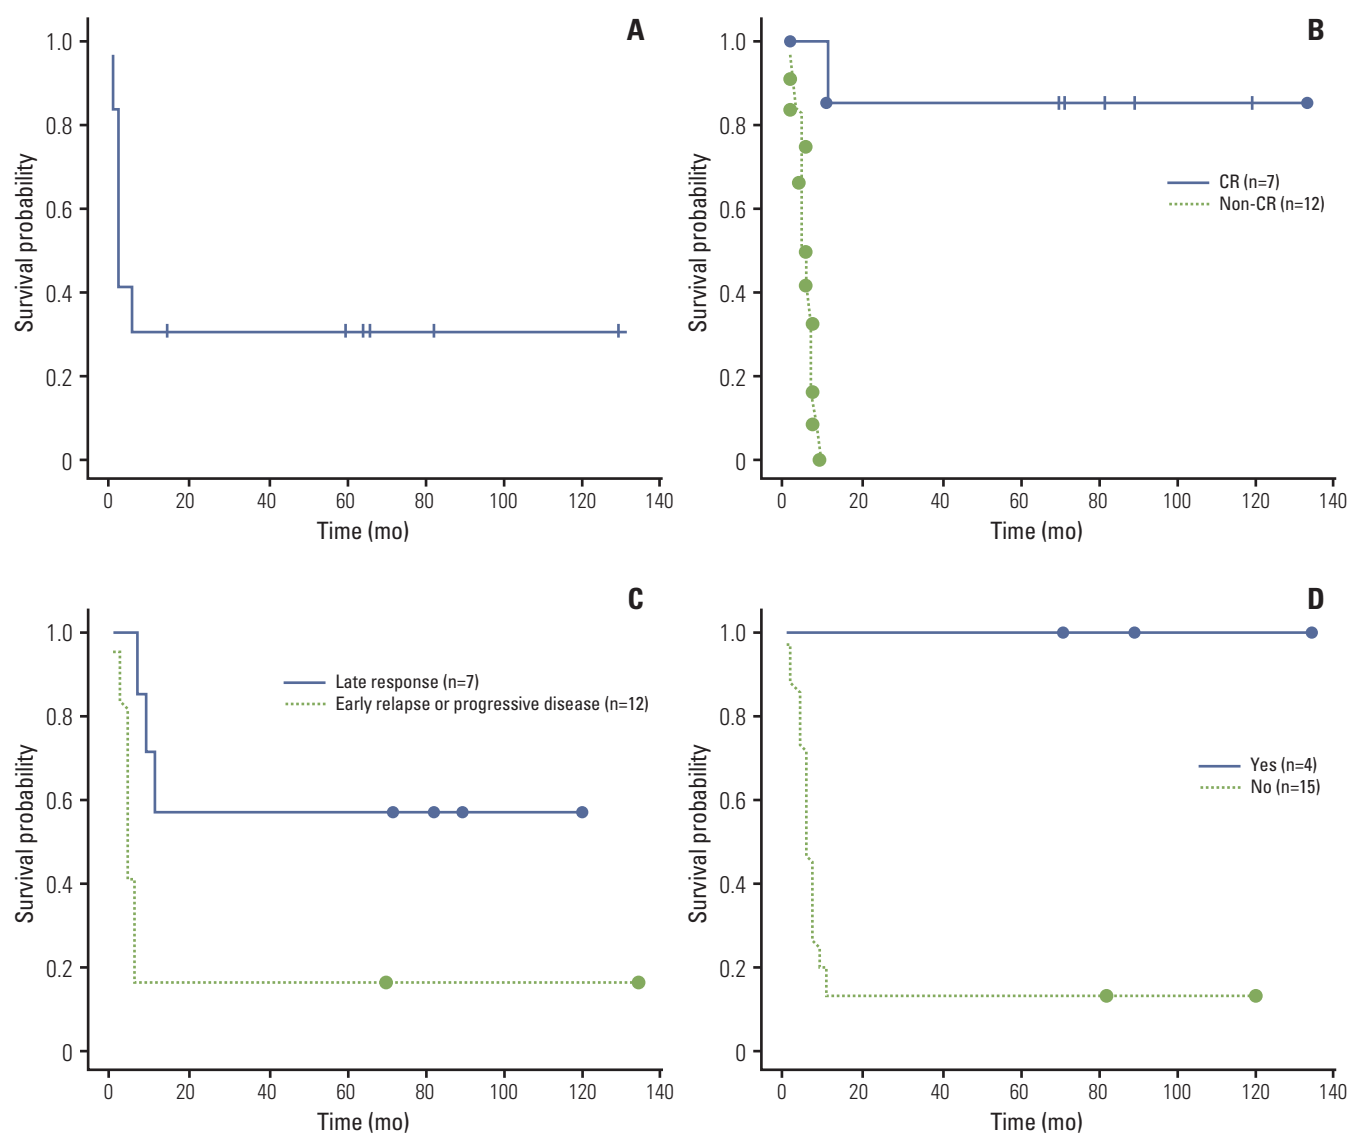 A
1.0
0.8
0.6
0.4
0.2
0
Survival probability
0 20 40 60 80 100 120 140
Time (mo)
B
1.0
0.8
0.6
0.4
0.2
0
Survival probability
CR (n=7)
Non-CR (n=12)
0 20 40 60 80 100 120 140
Time (mo)
C
1.0
0.8
0.6
0.4
0.2
0
Survival probability
Late response (n=7)
Early relapse or progressive disease (n=12)
0 20 40 60 80 100 120 140
Time (mo)
D
1.0
0.8
0.6
0.4
0.2
0
Survival probability
Yes (n=4)
No (n=15)
0 20 40 60 80 100 120 140
Time (mo)